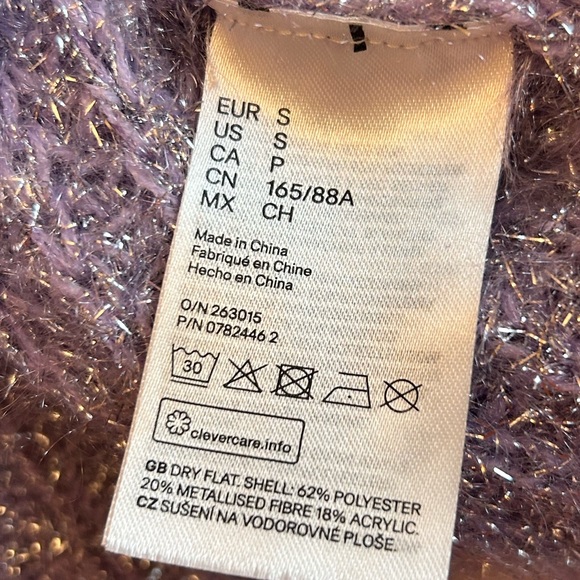 EUR S
US S
CA P
CN 165/88A
MX CH
Made in China
Fabriqué en Chine
Hecho en China
O/N 263015
P/N 0782446 2
30
clevercare.info
GB DRY FLAT. SHELL: 62% POLYESTER
20% METALLISED FIBRE 18% ACRYLIC.
CZ SUŠENÍ NA VODOROVNÉ PLOŠE.